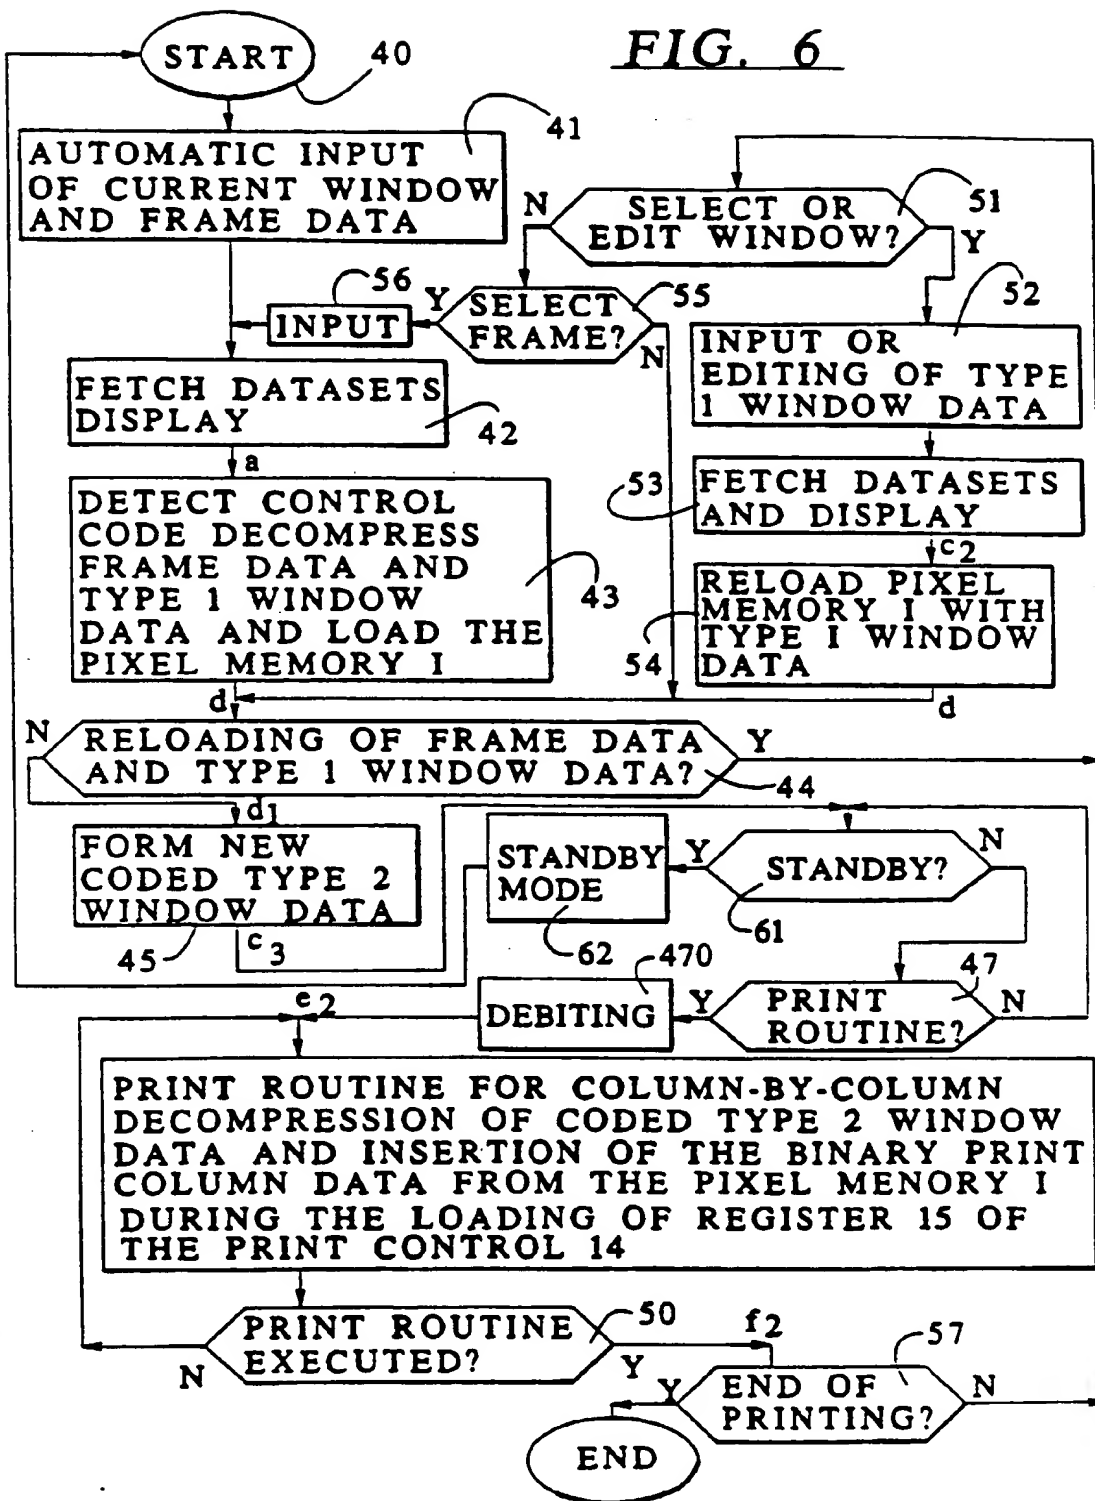 FIG. 6
START
40
41
AUTOMATIC INPUT
OF CURRENT WINDOW
AND FRAME DATA
N
SELECT OR
EDIT WINDOW?
51
Y
56
INPUT
Y
SELECT
FRAME?
55
N
52
INPUT OR
EDITING OF TYPE
1 WINDOW DATA
FETCH DATASETS
DISPLAY
42
a
53
FETCH DATASETS
AND DISPLAY
c2
DETECT CONTROL
CODE DECOMPRESS
FRAME DATA AND
TYPE 1 WINDOW
DATA AND LOAD THE
PIXEL MEMORY I
43
RELOAD PIXEL
MEMORY I WITH
TYPE I WINDOW
DATA
54
d
d
N
RELOADING OF FRAME DATA
AND TYPE 1 WINDOW DATA?
Y
44
d1
FORM NEW
CODED TYPE 2
WINDOW DATA
45
c3
STANDBY
MODE
62
Y
STANDBY?
N
61
470
DEBITING
Y
PRINT
ROUTINE?
47
N
e2
PRINT ROUTINE FOR COLUMN-BY-COLUMN
DECOMPRESSION OF CODED TYPE 2 WINDOW
DATA AND INSERTION OF THE BINARY PRINT
COLUMN DATA FROM THE PIXEL MENORY I
DURING THE LOADING OF REGISTER 15 OF
THE PRINT CONTROL 14
PRINT ROUTINE
EXECUTED?
50
N
Y
f2
57
Y
END OF
PRINTING?
N
END